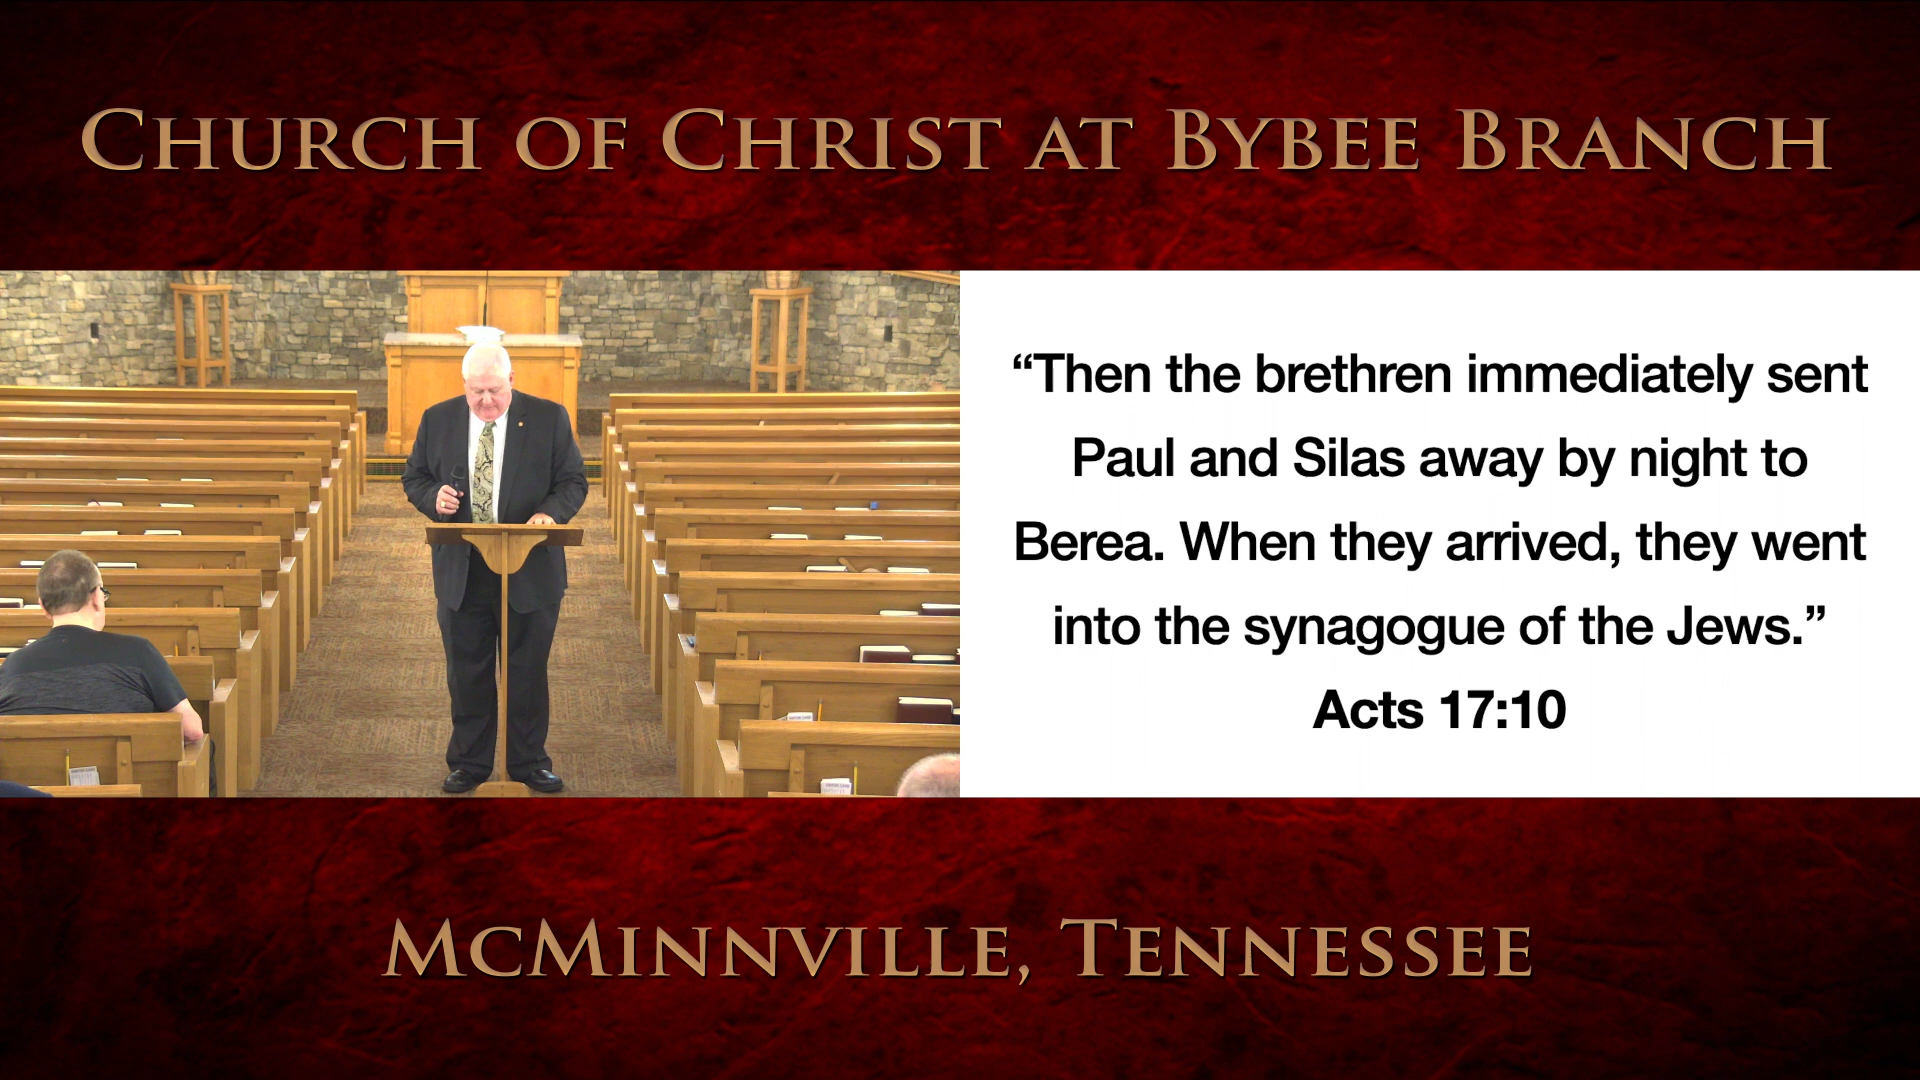 CHURCH OF CHRIST AT BYBEE BRANCH
“Then the brethren immediately sent
Paul and Silas away by night to
Berea. When they arrived, they went
into the synagogue of the Jews.”
Acts 17:10
MCMINNVILLE, TENNESSEE